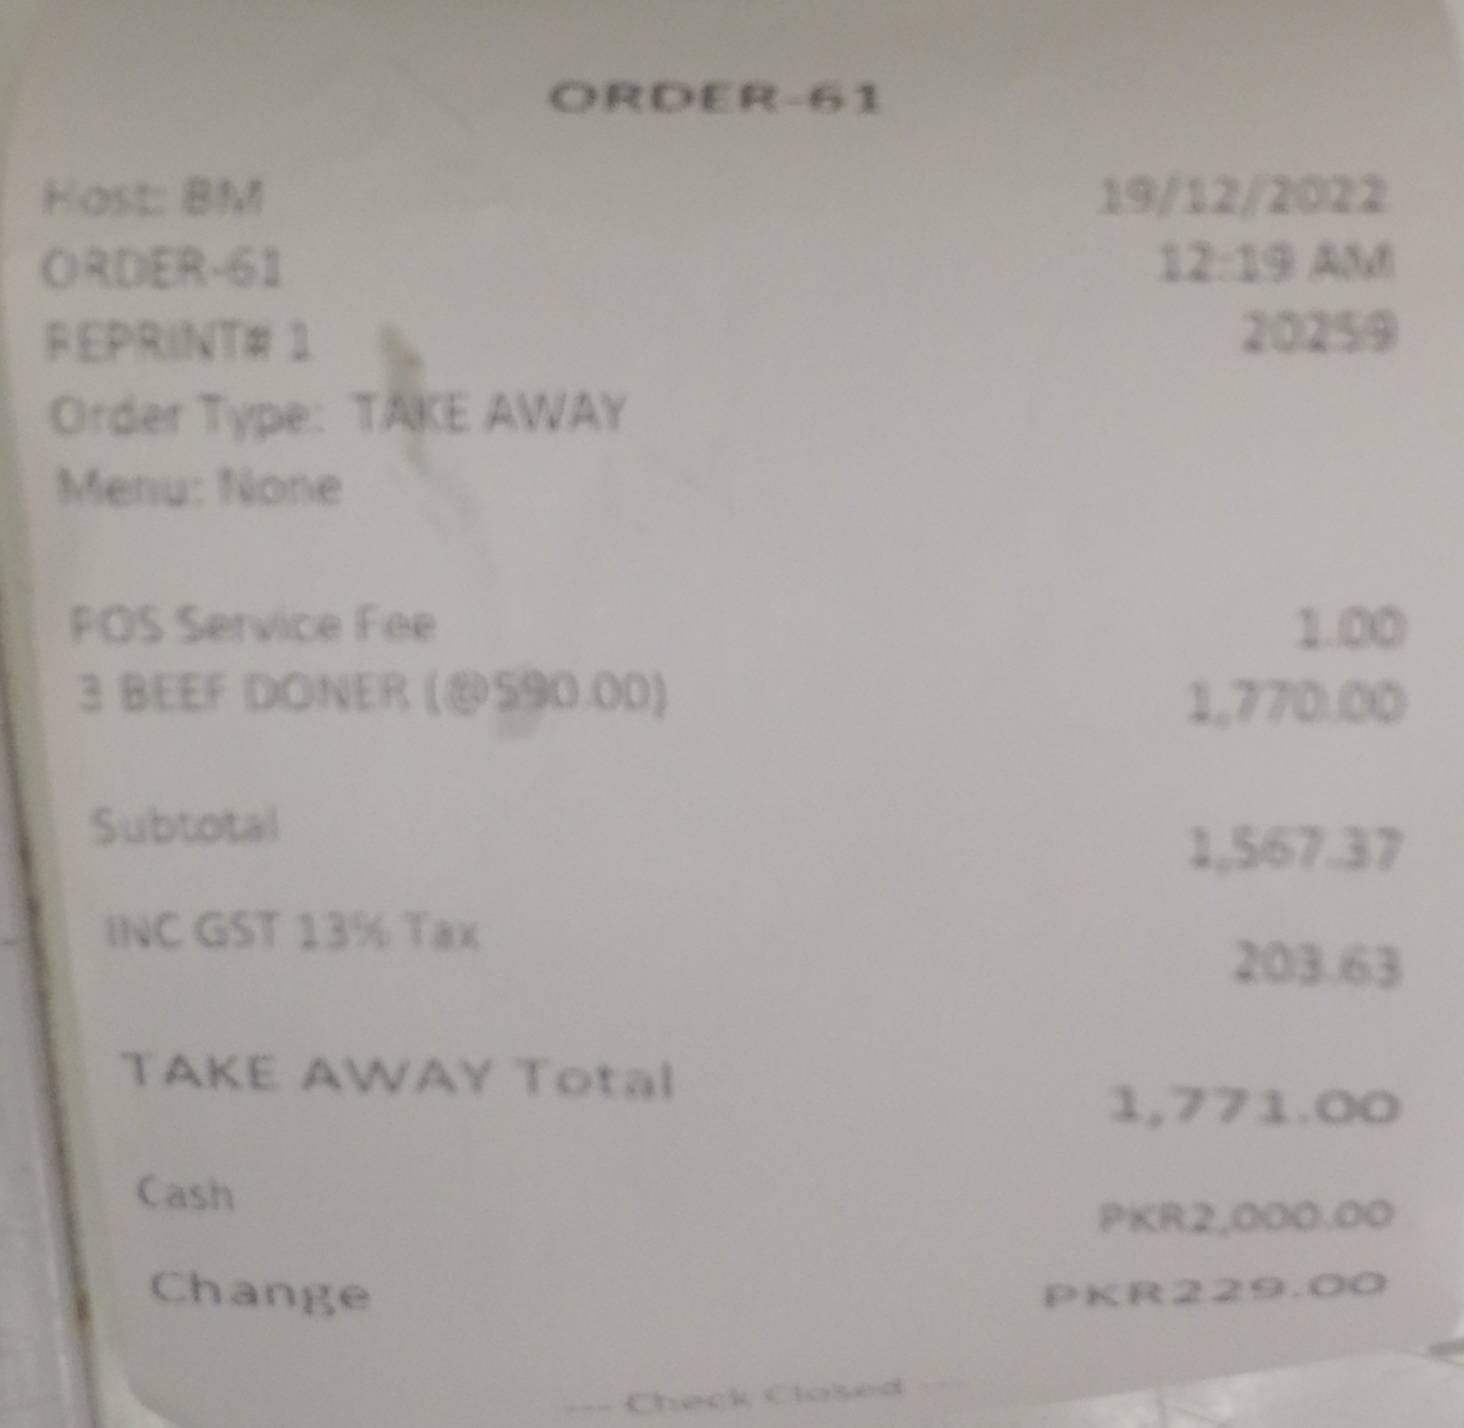 ORDER-61
Host: BM 19/12/2022
ORDER-61 12:19 AM
REPRINT# 1 20259
Order Type: TAKE AWAY
Menu: None
POS Service Fee 1.00
3 BEEF DONER (@590.00) 1,770.00
Subtotal 1,567.37
INC GST 13% Tax 203.63
TAKE AWAY Total 1,771.00
Cash PKR2,000.00
Change PKR229.00
--- Check Closed ---